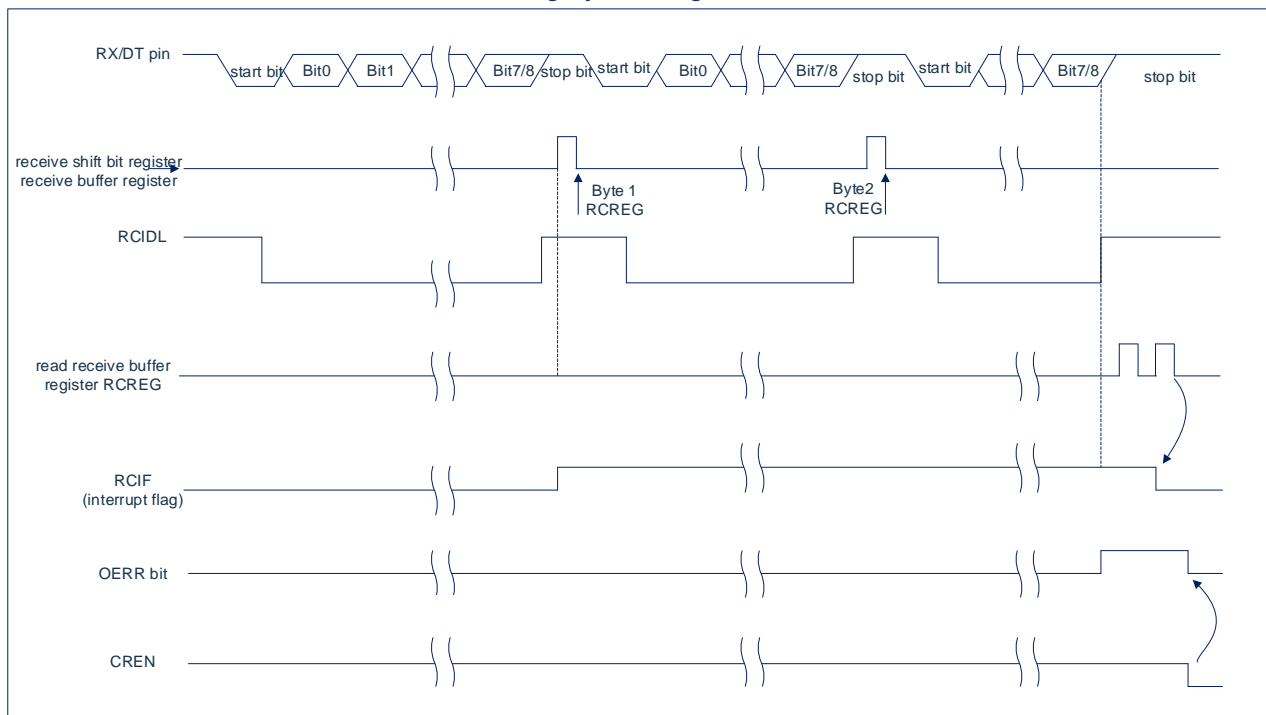 RX/DT pin
start bit Bit0 Bit1 Bit7/8 stop bit start bit Bit0 Bit7/8 stop bit start bit Bit7/8 stop bit
receive shift bit register
receive buffer register
Byte 1
RCREG
Byte2
RCREG
RCIDL
read receive buffer
register RCREG
RCIF
(interrupt flag)
OERR bit
CREN